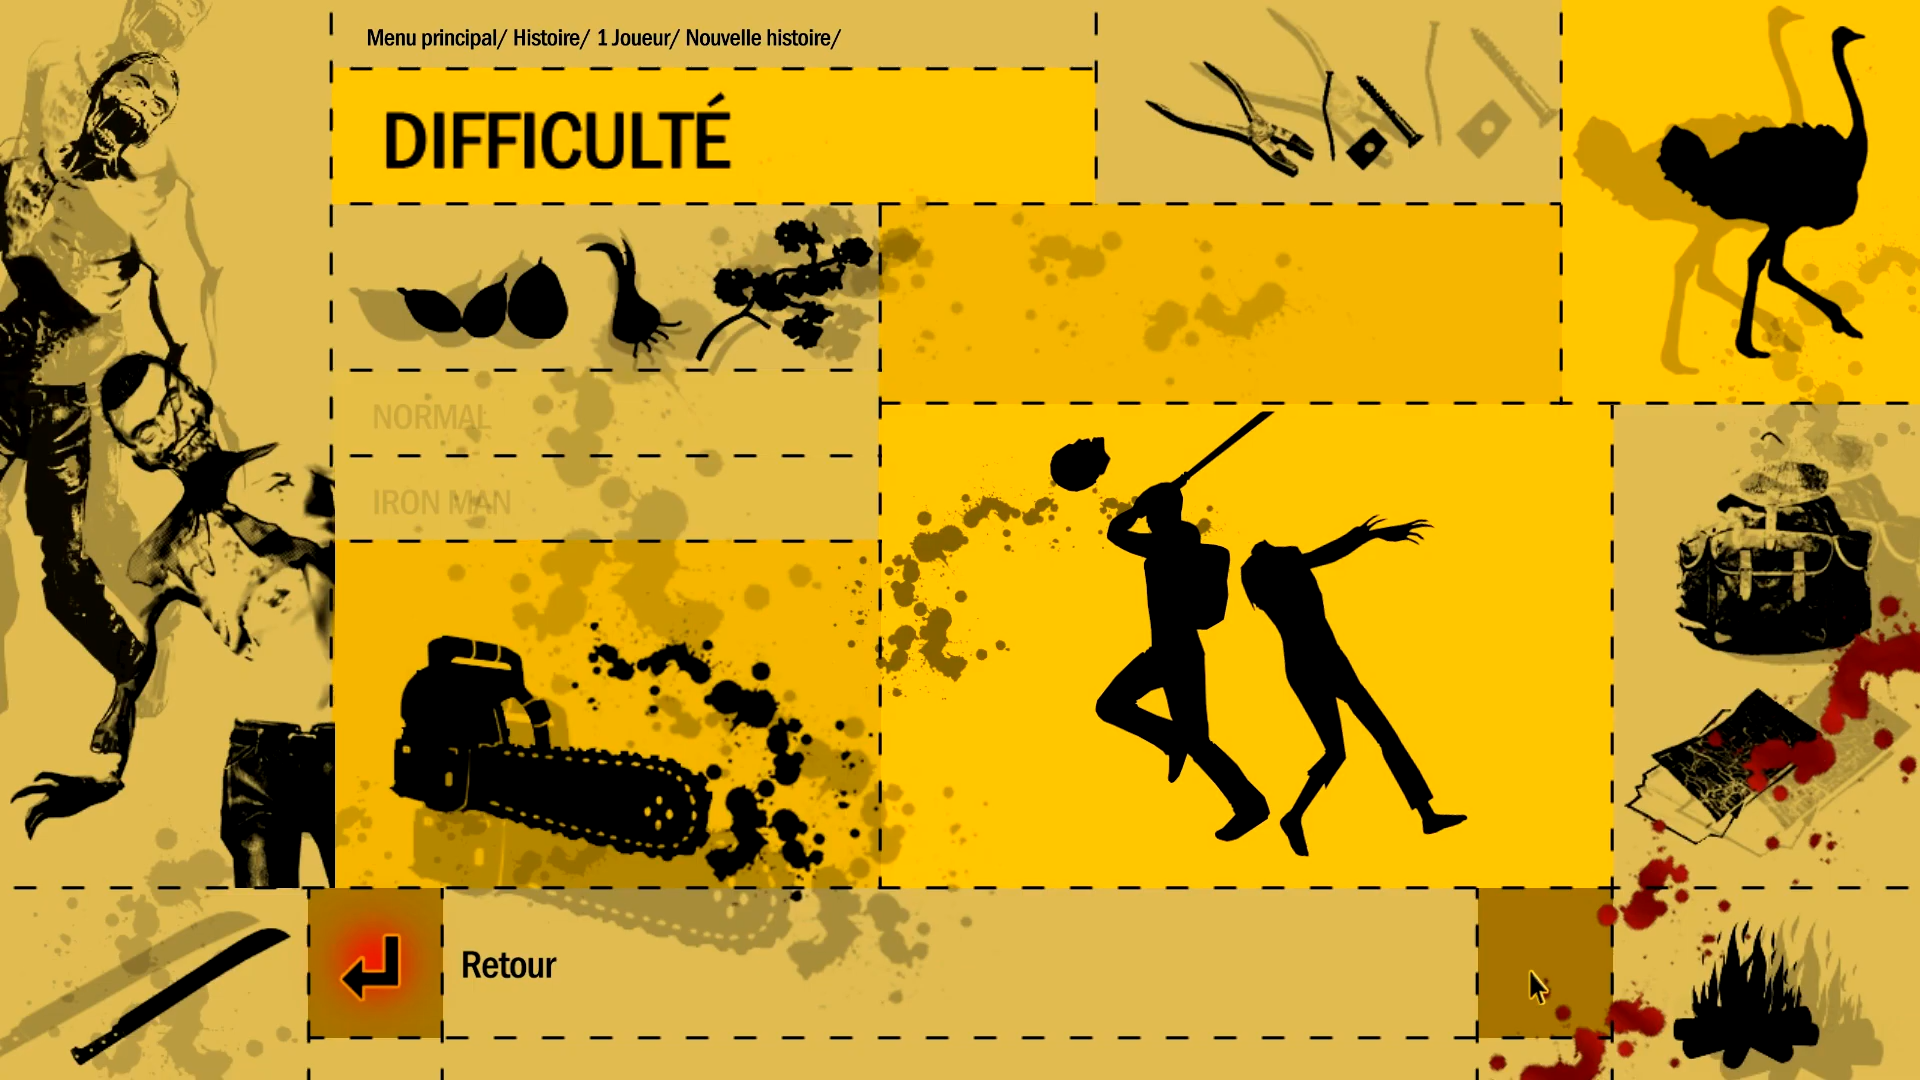 Menu principal/ Histoire/ 1 Joueur/ Nouvelle histoire/
DIFFICULTÉ
NORMAL
IRON MAN
Retour